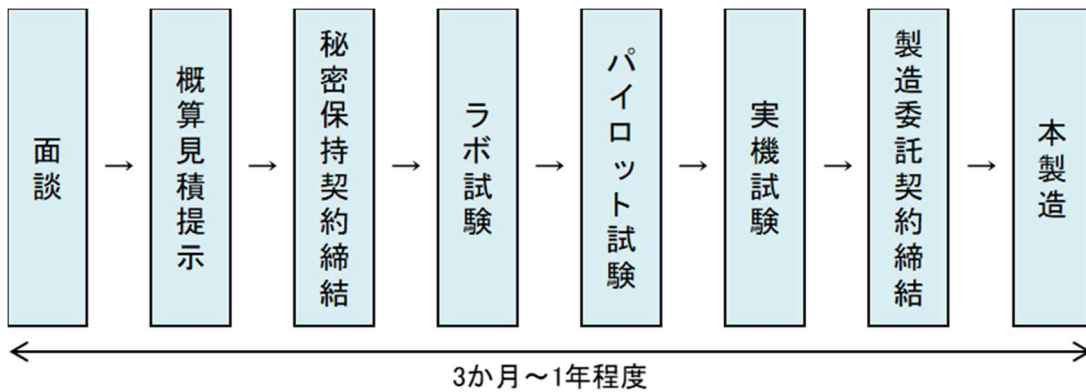 面談
→
概算見積提示
→
秘密保持契約締結
→
ラボ試験
→
パイロット試験
→
実機試験
→
製造委託契約締結
→
本製造
3か月～1年程度